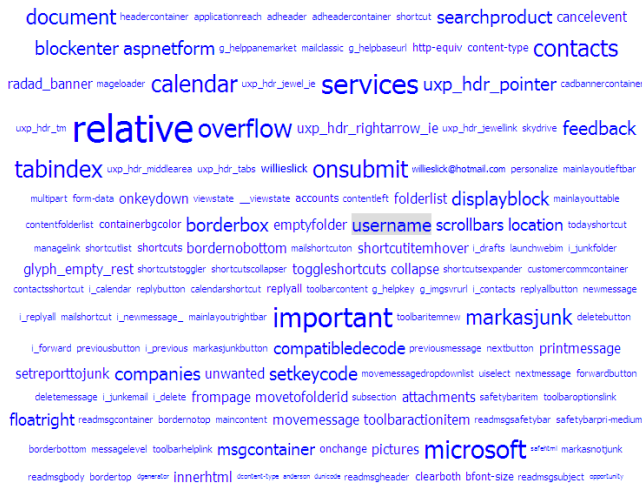 document headercontainer applicationreach adheader adheadercontainer shortcut searchproduct cancelevent
blockenter aspnetform g_helppanemarket mailclassic g_helpbaseurl http-equiv content-type contacts
radad_banner mageloader calendar uxp_hdr_jewel_ie services uxp_hdr_pointer cadbannercontainer
uxp_hdr_tm relative overflow uxp_hdr_rightarrow_ie uxp_hdr_jewellink skydrive feedback
tabindex uxp_hdr_middlearea uxp_hdr_tabs willieslick onsubmit willieslick@hotmail.com personalize mainlayoutleftbar
multipart form-data onkeydown viewstate __viewstate accounts contentleft folderlist displayblock mainlayouttable
contentfolderlist containerbgcolor borderbox emptyfolder username scrollbars location todayshortcut
managelink shortcutlist shortcuts bordernobottom mailshortcuton shortcutitemhover i_drafts launchwebim i_junkfolder
glyph_empty_rest shortcutstoggler shortcutscollapser toggleshortcuts collapse shortcutsexpander customercommcontainer
contactsshortcut i_calendar replybutton calendarshortcut replyall toolbarcontent g_helpkey g_imgsvrurl i_contacts replyallbutton newmessage
i_replyall mailshortcut i_newmessage_ mainlayoutrightbar important toolbaritemnew markasjunk deletebutton
i_forward previousbutton i_previous markasjunkbutton compatibledecode previousmessage nextbutton printmessage
setreporttojunk companies unwanted setkeycode movemessagedropdownlist uiselect nextmessage forwardbutton
deletemessage i_junkemail i_delete frompage movetofolderid subsection attachments safetybaritem toolbaroptionslink
floatright readmsgcontainer bordernotop maincontent movemessage toolbaractionitem readmsgsafetybar safetybarpri-medium
borderbottom messagelevel toolbarhelplink msgcontainer onchange pictures microsoft safehtml markasnotjunk
readmsgbody bordertop dgenerator innerhtml dcontent-type anderson dunicode readmsgheader clearboth bfont-size readmsgsubject opportunity